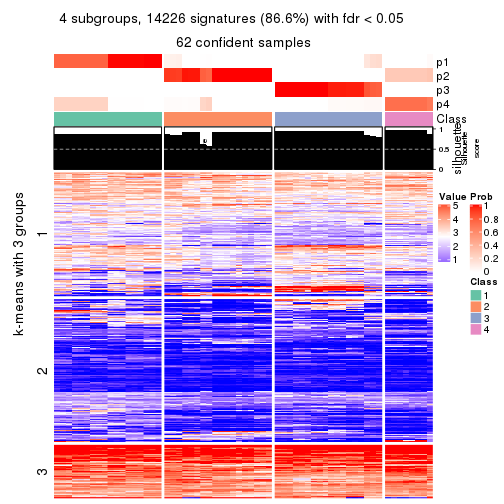 4 subgroups, 14226 signatures (86.6%) with fdr < 0.05
62 confident samples
p1
p2
p3
p4
Class
1
0.5
0
silhouette
Silhouette
score
k-means with 3 groups
1
2
3
Value
5
4
3
2
1
Prob
1
0.8
0.6
0.4
0.2
0
Class
1
2
3
4